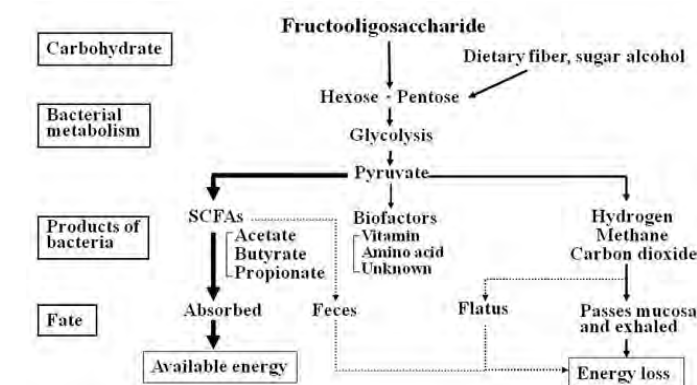 Fructooligosaccharide
Carbohydrate
Dietary fiber, sugar alcohol
Hexose - Pentose
Bacterial
metabolism
Glycolysis
Pyruvate
Products of
bacteria
SCFAs
Acetate
Butyrate
Propionate
Biofactors
Vitamin
Amino acid
Unknown
Hydrogen
Methane
Carbon dioxide
Fate
Absorbed
Feces
Flatus
Passes mucosa
and exhaled
Available energy
Energy loss